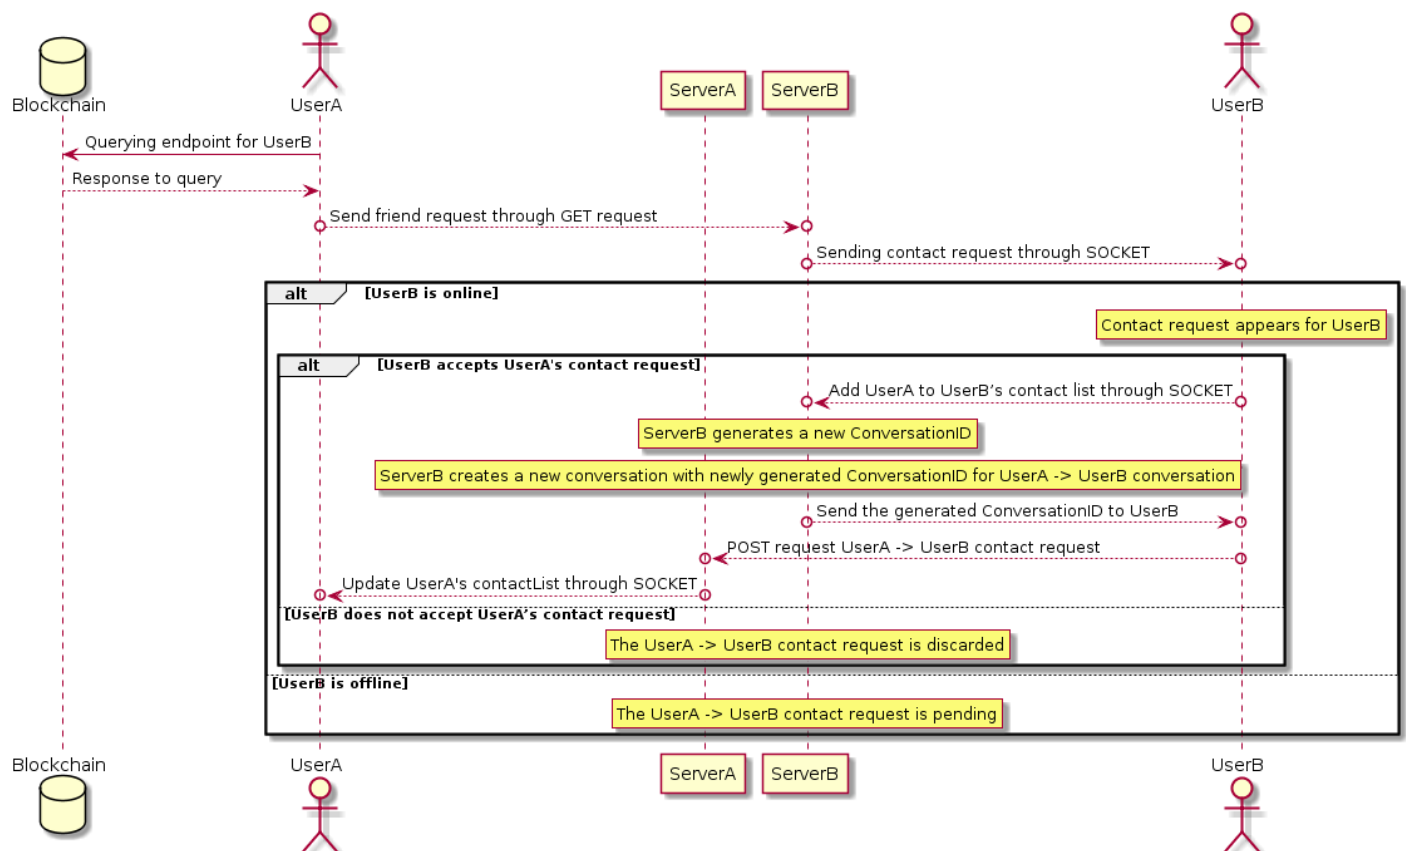 Blockchain
UserA
ServerA
ServerB
UserB
Querying endpoint for UserB
Response to query
Send friend request through GET request
Sending contact request through SOCKET
alt [UserB is online]
Contact request appears for UserB
alt [UserB accepts UserA's contact request]
Add UserA to UserB’s contact list through SOCKET
ServerB generates a new ConversationID
ServerB creates a new conversation with newly generated ConversationID for UserA -> UserB conversation
Send the generated ConversationID to UserB
POST request UserA -> UserB contact request
Update UserA's contactList through SOCKET
[UserB does not accept UserA’s contact request]
The UserA -> UserB contact request is discarded
[UserB is offline]
The UserA -> UserB contact request is pending
Blockchain
UserA
ServerA
ServerB
UserB